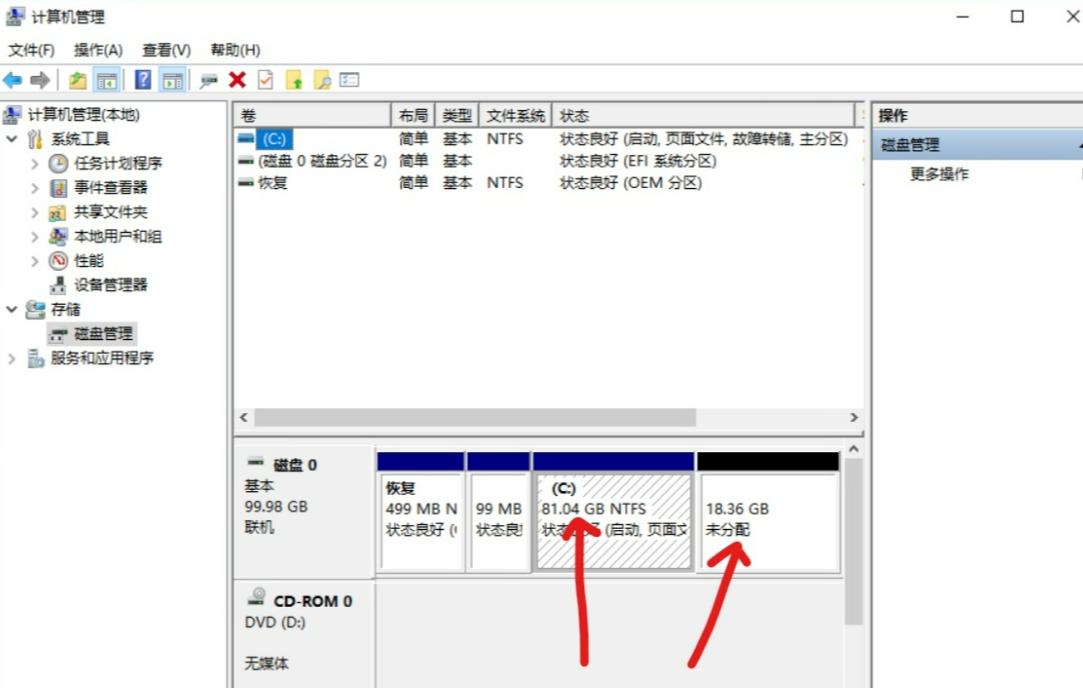 计算机管理
文件(F) 操作(A) 查看(V) 帮助(H)
计算机管理(本地)
系统工具
任务计划程序
事件查看器
共享文件夹
本地用户和组
性能
设备管理器
存储
磁盘管理
服务和应用程序
卷 布局 类型 文件系统 状态
(C:) 简单 基本 NTFS 状态良好 (启动, 页面文件, 故障转储, 主分区)
(磁盘 0 磁盘分区 2) 简单 基本 状态良好 (EFI 系统分区)
恢复 简单 基本 NTFS 状态良好 (OEM 分区)
操作
磁盘管理
更多操作
磁盘 0
基本
99.98 GB
联机
恢复
499 MB N
状态良好 (
99 MB
状态良
(C:)
81.04 GB NTFS
状态良好 (启动, 页面文
18.36 GB
未分配
CD-ROM 0
DVD (D:)
无媒体